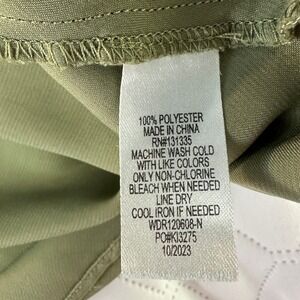 100% POLYESTER
MADE IN CHINA
RN#131335
MACHINE WASH COLD
WITH LIKE COLORS
ONLY NON-CHLORINE
BLEACH WHEN NEEDED
LINE DRY
COOL IRON IF NEEDED
WDR120608-N
PO#KI3275
10/2023